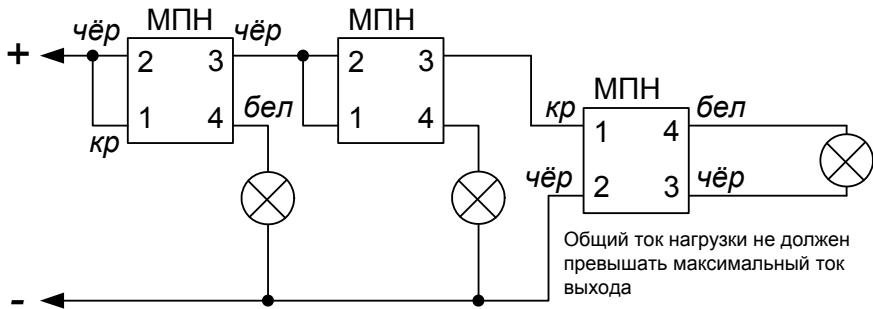 чёр МПН чёр МПН
+ 2 3 2 3
МПН
1 4 бел 1 4 кр 1 4 бел
кр
чёр 2 3 чёр
Общий ток нагрузки не должен
превышать максимальный ток
выхода
-